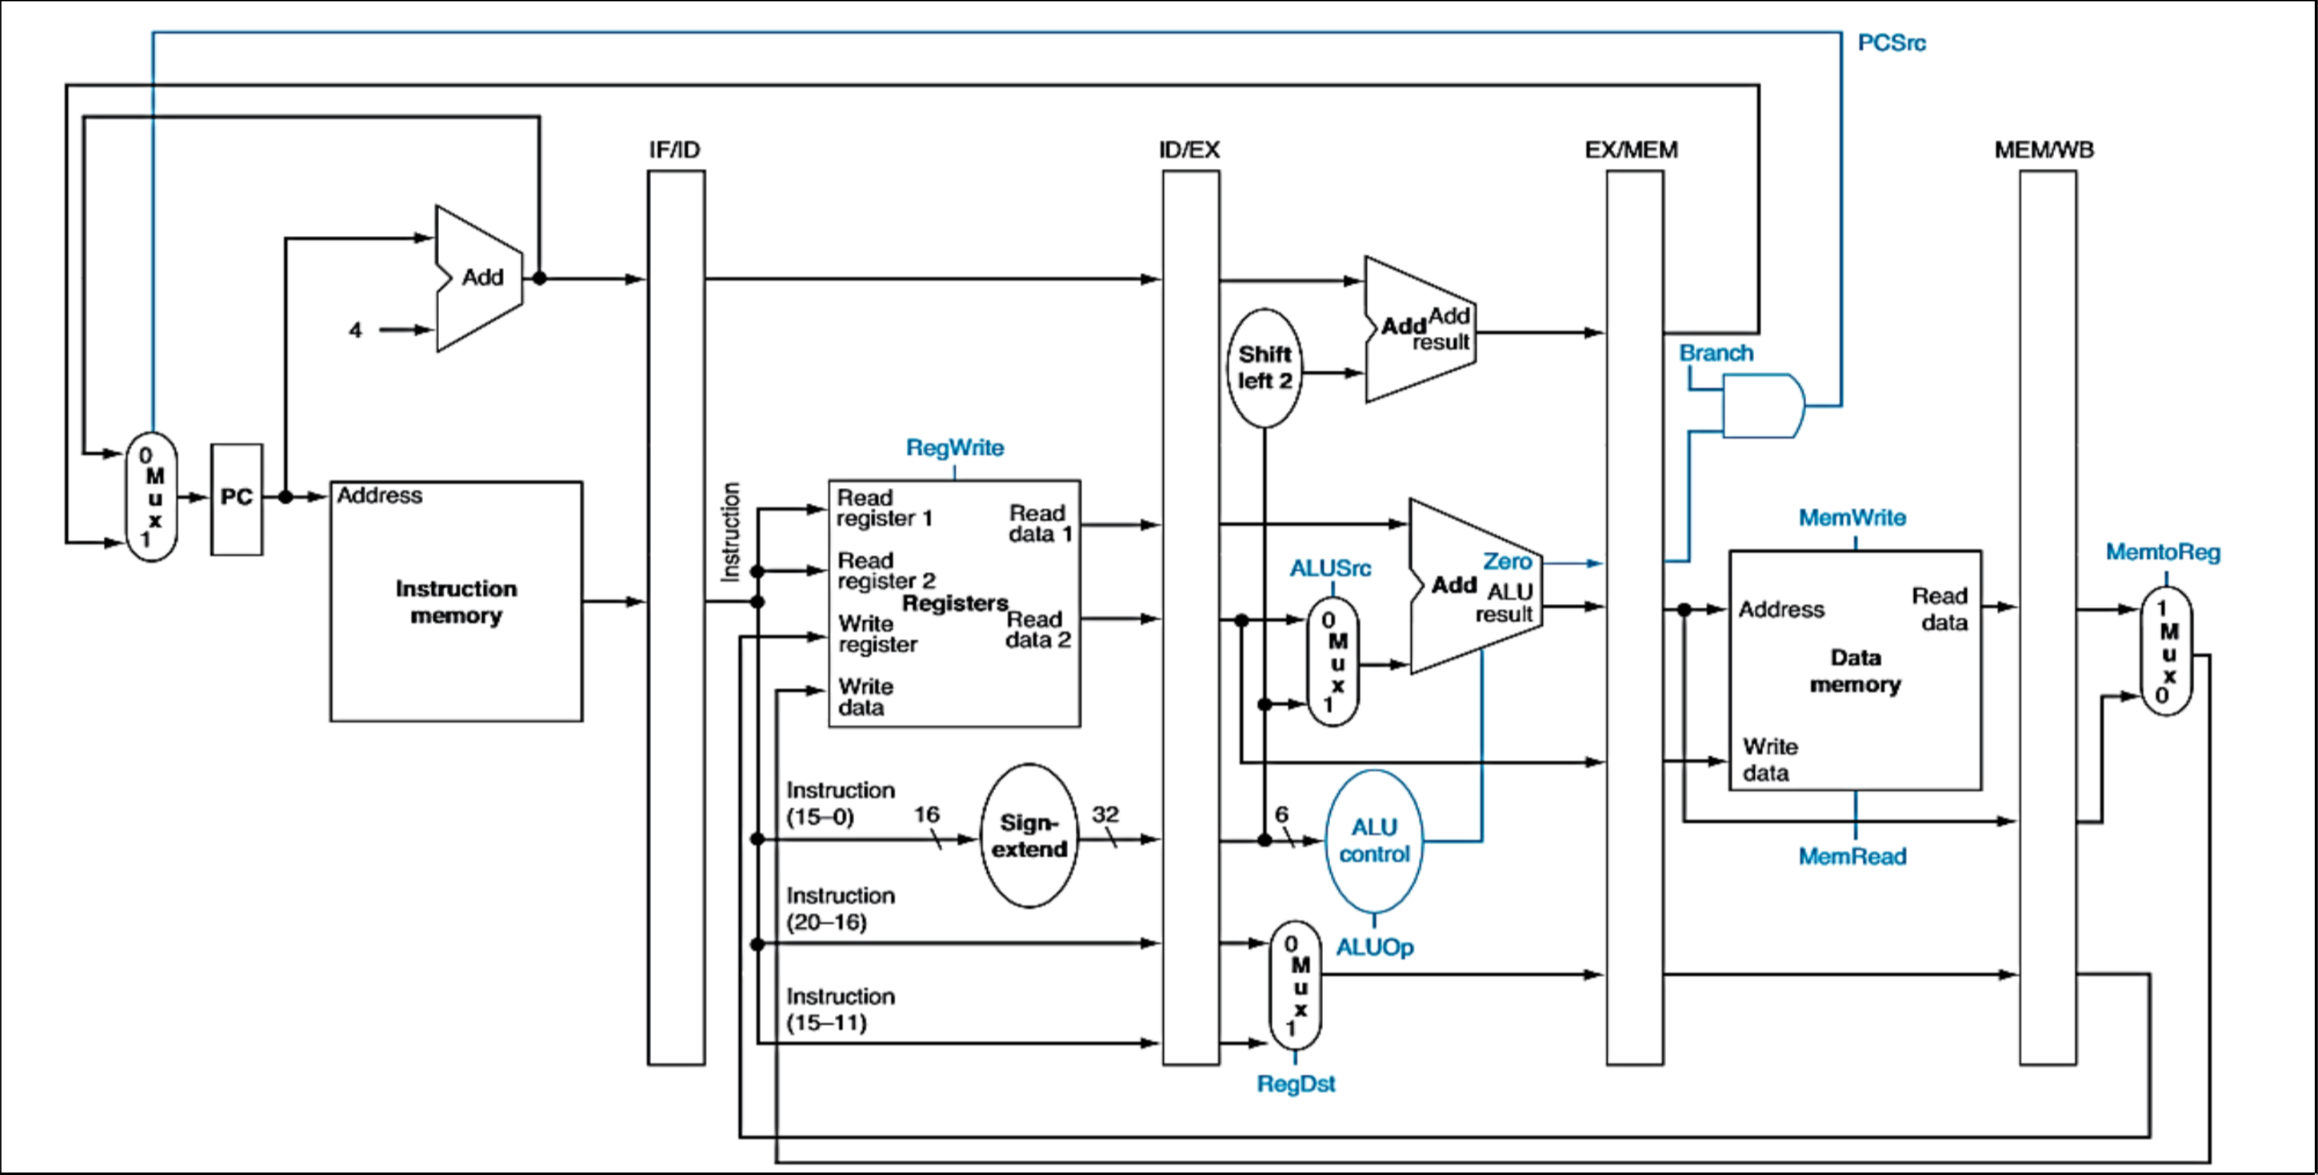 PCSrc
IF/ID
ID/EX
EX/MEM
MEM/WB
Add
4
Add
Add
result
Shift
left 2
Branch
0
M
u
x
1
PC
Address
Instruction
memory
Instruction
RegWrite
Read
register 1
Read
register 2
Write
register
Write
data
Registers
Read
data 1
Read
data 2
ALUSrc
0
M
u
x
1
Zero
Add
ALU
result
MemWrite
Address
Read
data
Data
memory
Write
data
MemRead
MemtoReg
1
M
u
x
0
Instruction
(15–0)
16
Sign-
extend
32
6
ALU
control
ALUOp
Instruction
(20–16)
Instruction
(15–11)
0
M
u
x
1
RegDst